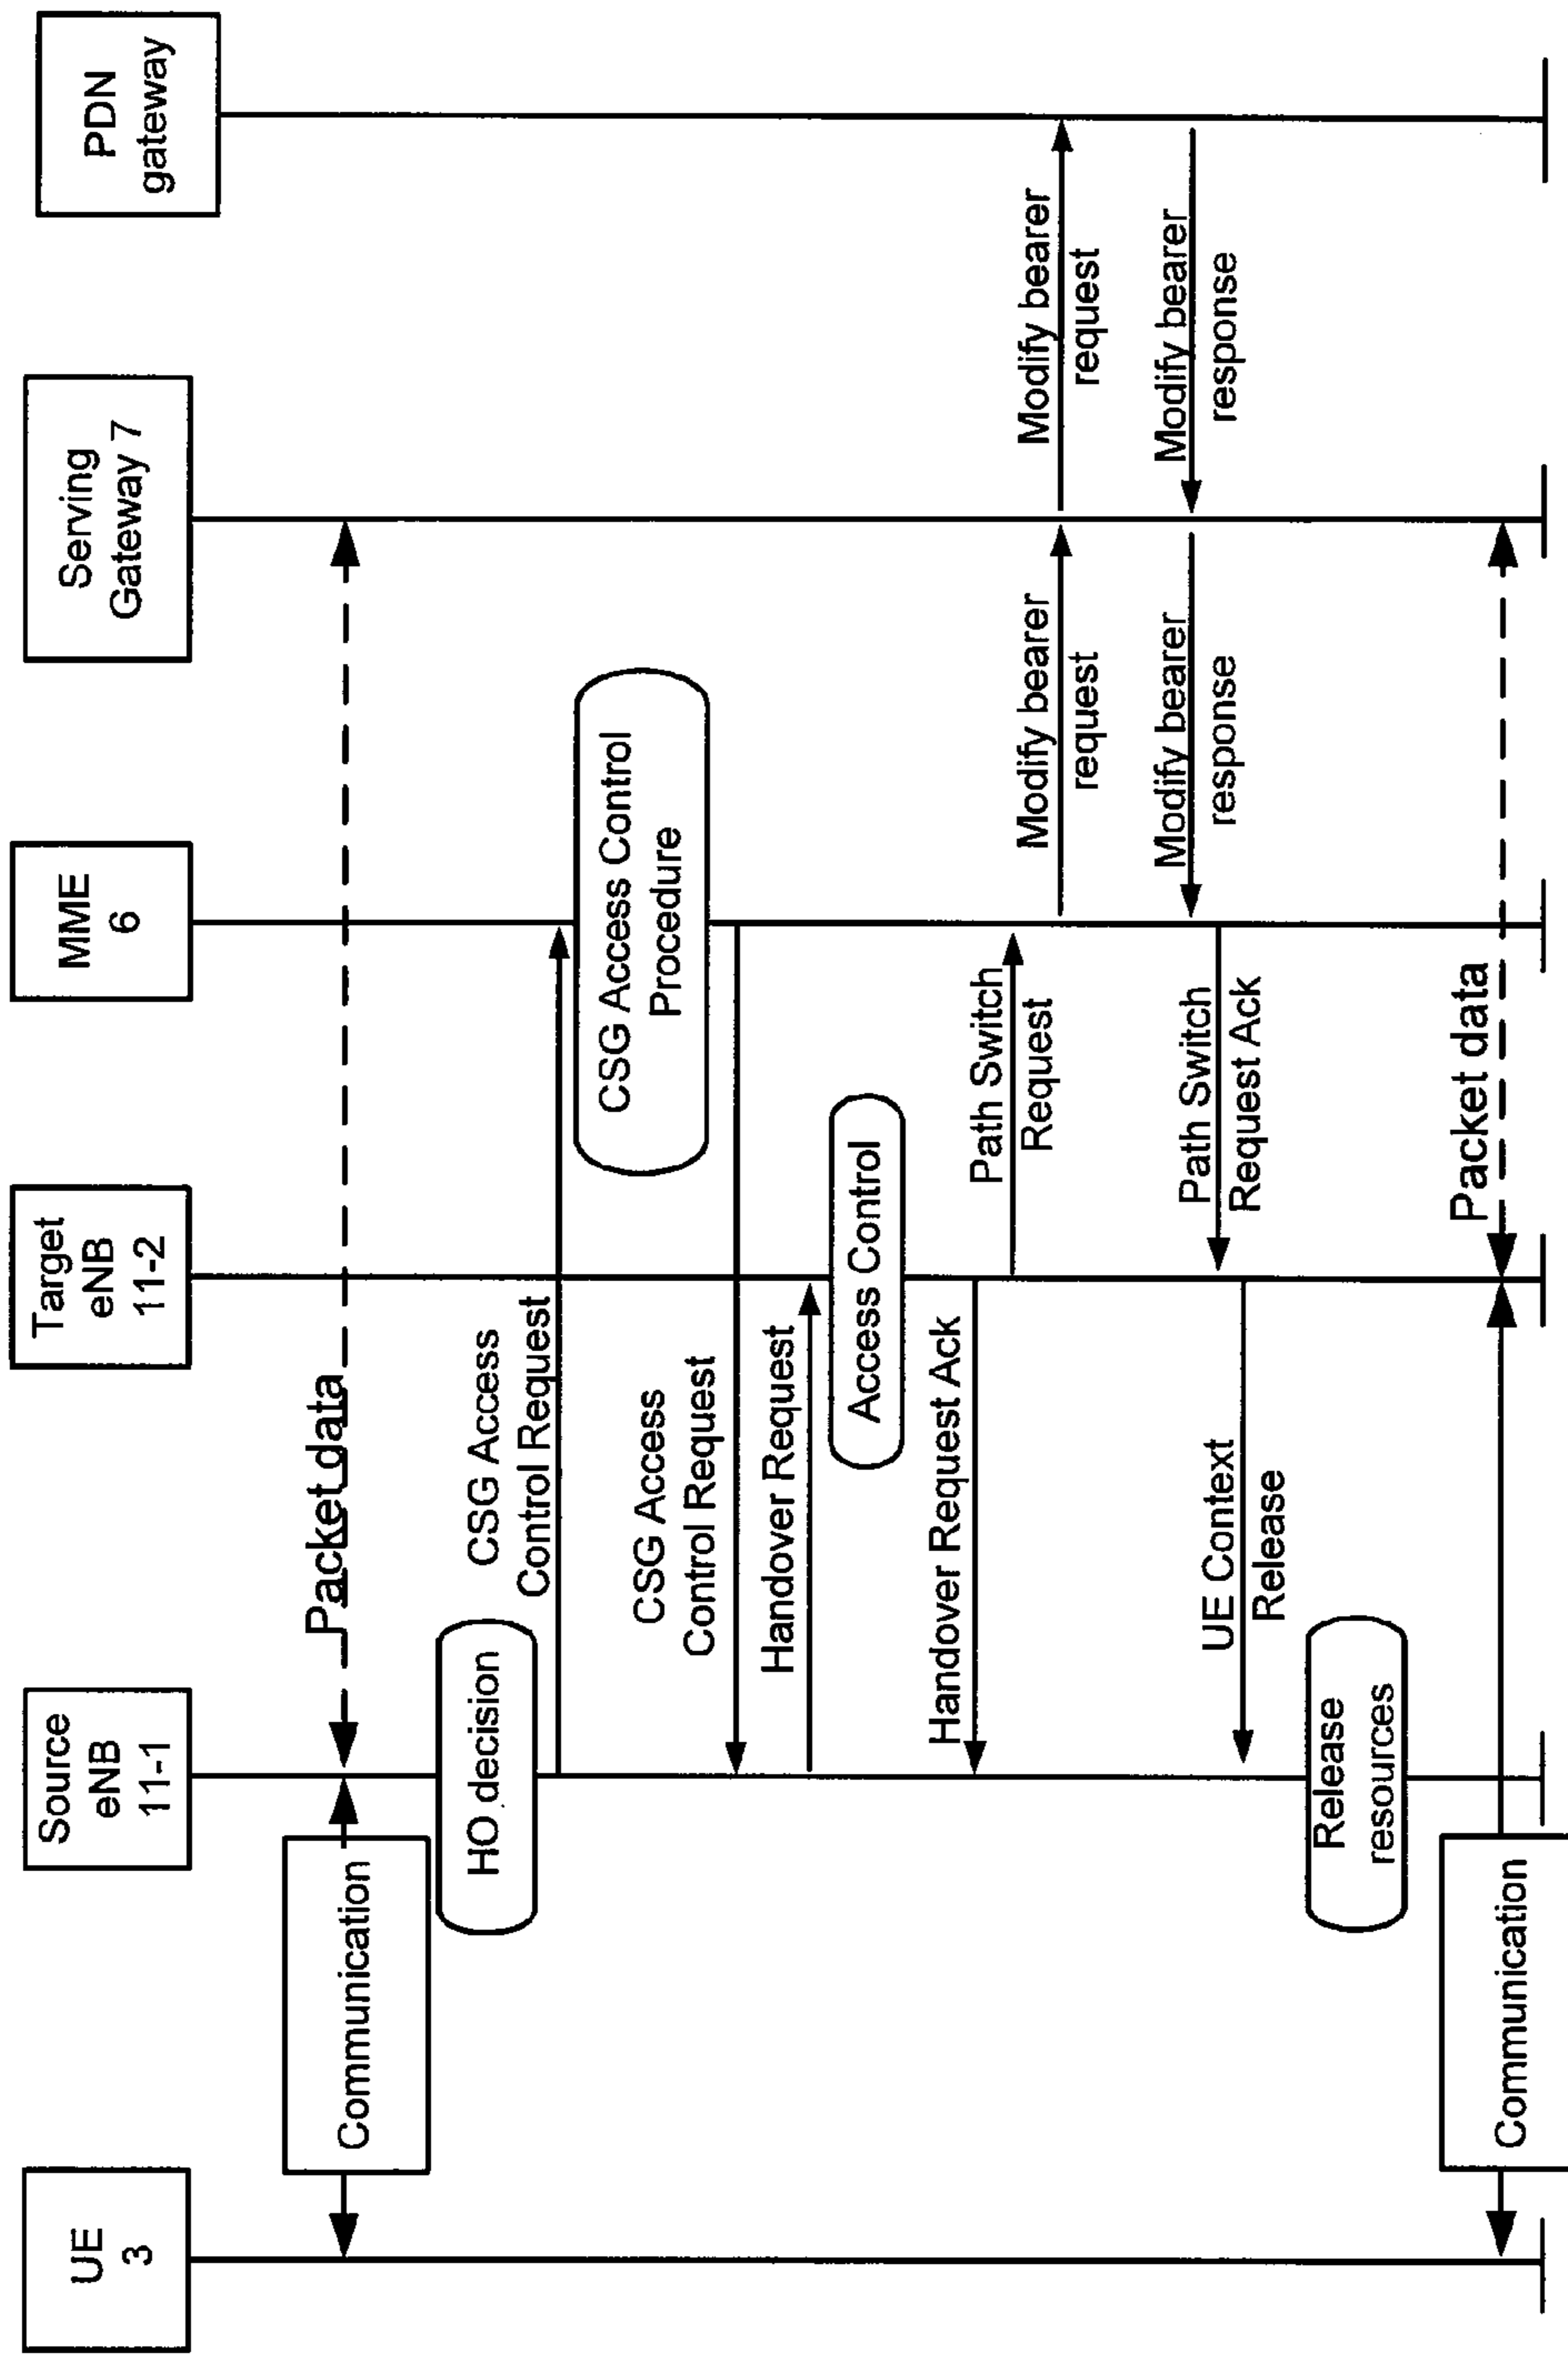 UE
3
Source
eNB
11-1
Target
eNB
11-2
MME
6
Serving
Gateway 7
PDN
gateway
Communication
Packet data
HO decision
CSG Access
Control Request
CSG Access Control
Procedure
CSG Access
Control Request
Handover Request
Access Control
Handover Request Ack
Path Switch
Request
Modify bearer
request
Modify bearer
request
Modify bearer
response
Modify bearer
response
Path Switch
Request Ack
UE Context
Release
Release
resources
Communication
Packet data